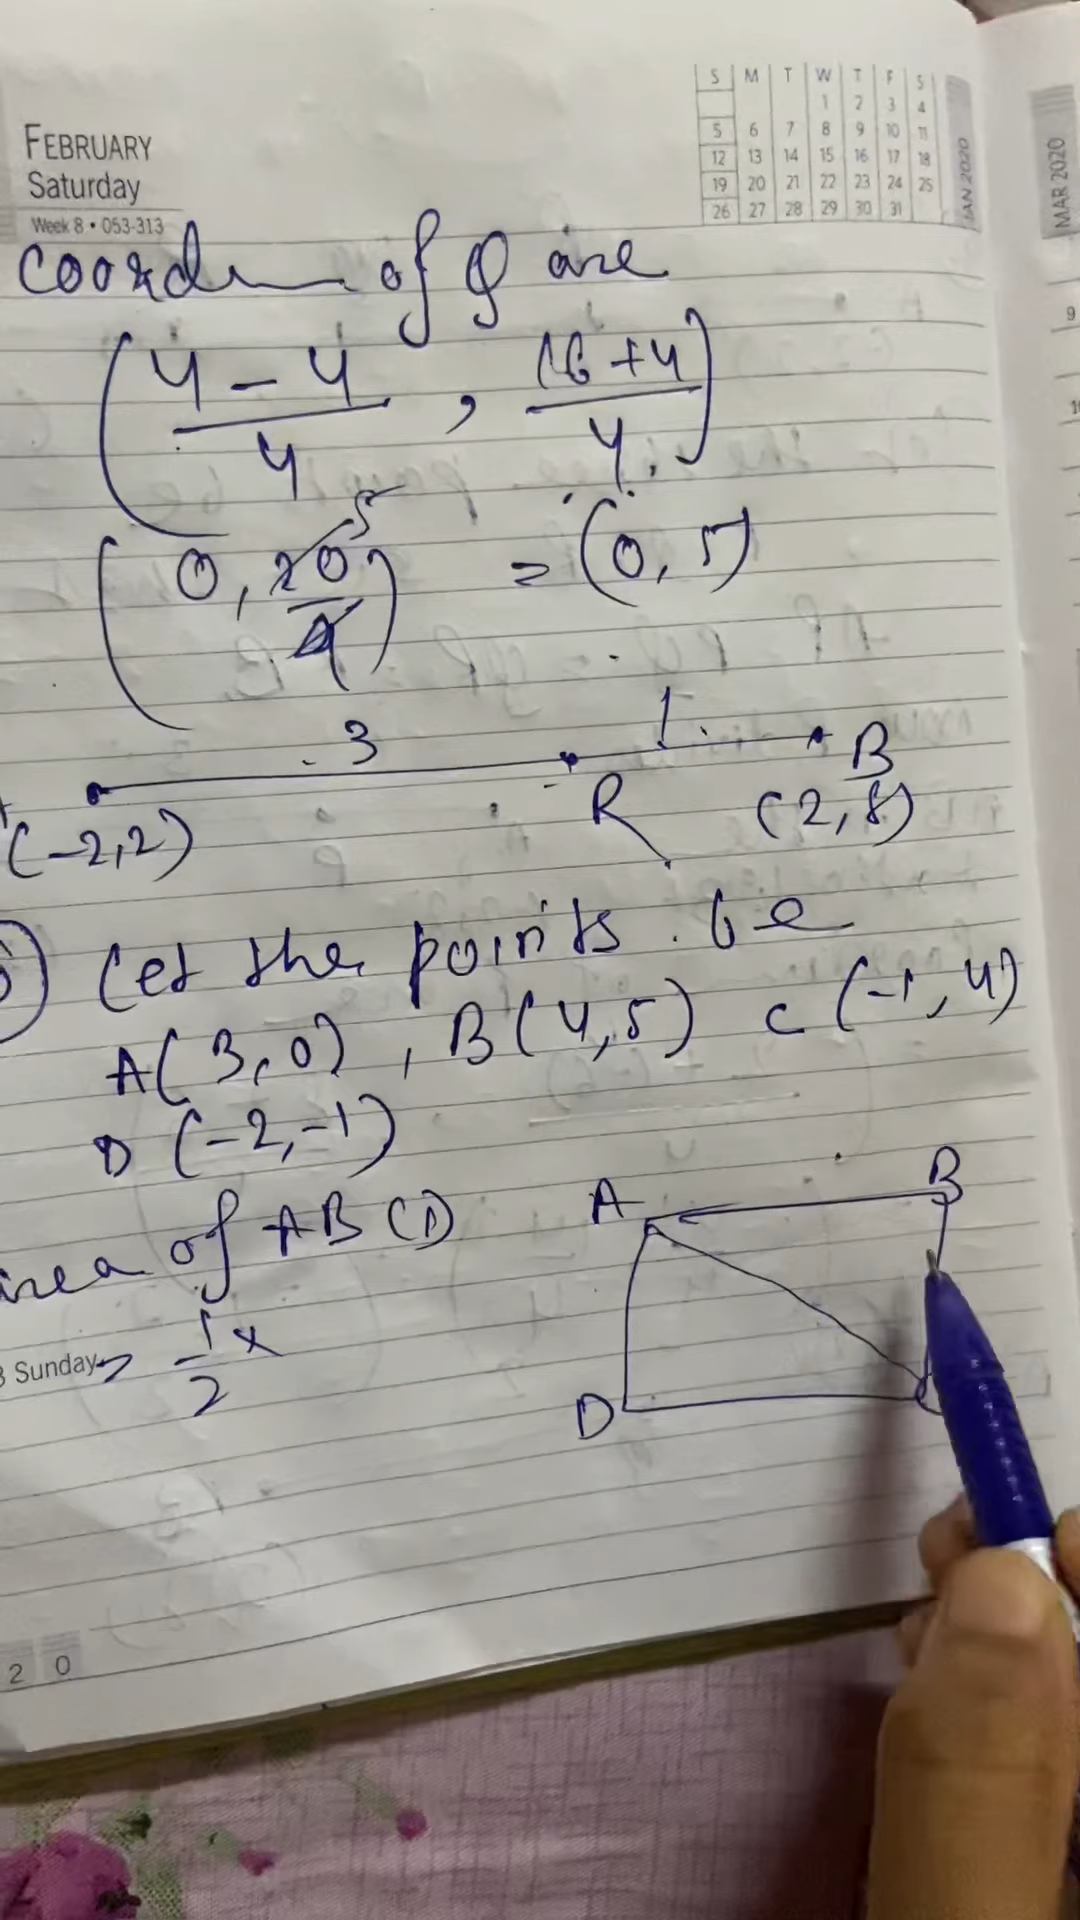 FEBRUARY
Saturday
Week 8 • 053-313
S M T W T F S
1 2 3 4
5 6 7 8 9 10 11
12 13 14 15 16 17 18
19 20 21 22 23 24 25
26 27 28 29 30 31
JAN 2020
MAR 2020
9
of Q are
(4 - 4 / 4 , 16 + 4 / 4)
(0, 20/4) 5 = (0, 5)
3 1
R B
(-2,2) (2,8)
Let the points be
A(3,0), B(4,5) C(-1,4)
D(-2,-1)
A B
area of ABCD
1/2 x
Sunday
D
2 0